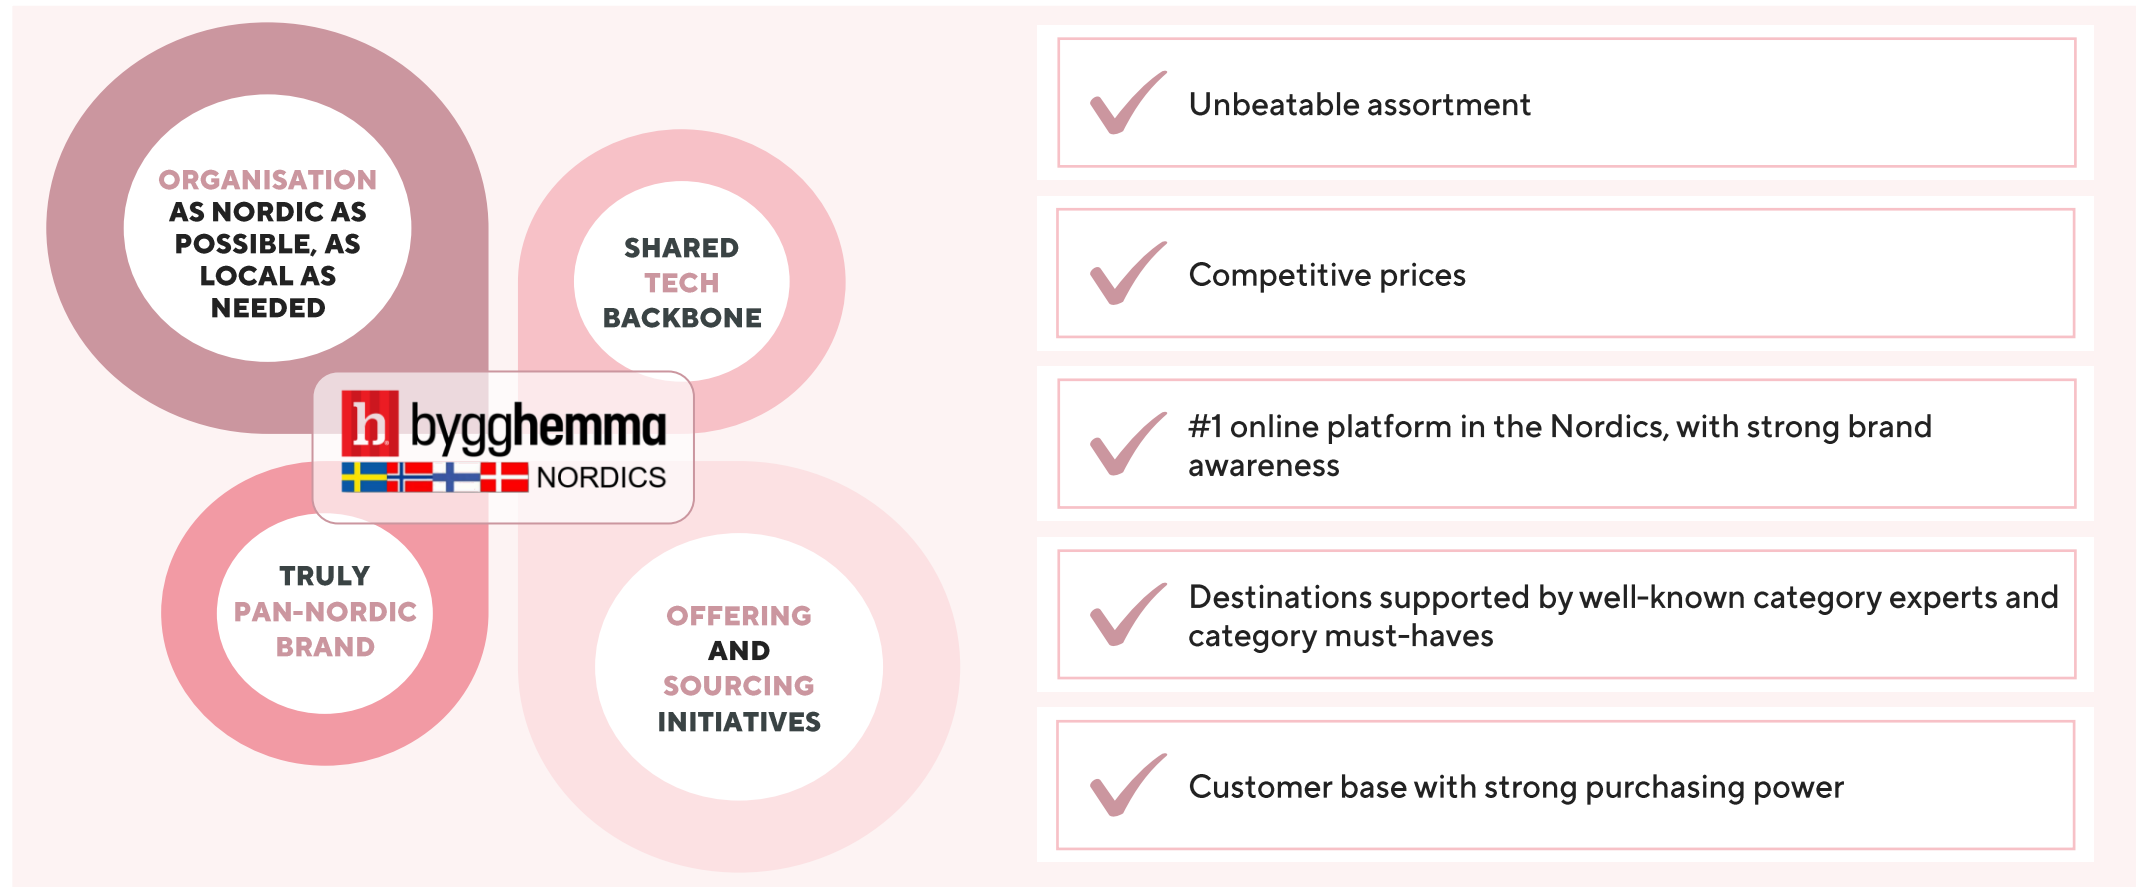 ORGANISATION
AS NORDIC AS
POSSIBLE, AS
LOCAL AS
NEEDED
SHARED
TECH
BACKBONE
h bygghemma
NORDICS
TRULY
PAN-NORDIC
BRAND
OFFERING
AND
SOURCING
INITIATIVES
Unbeatable assortment
Competitive prices
#1 online platform in the Nordics, with strong brand
awareness
Destinations supported by well-known category experts and
category must-haves
Customer base with strong purchasing power